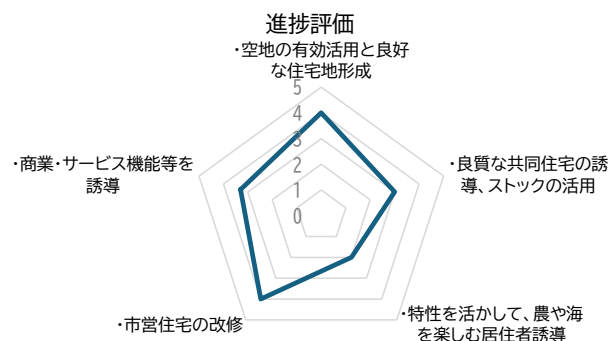 進捗評価
・空地の有効活用と良好
な住宅地形成
5
4
3
2
1
0
・良質な共同住宅の誘
導、ストックの活用
・特性を活かして、農や海
を楽しむ居住者誘導
・市営住宅の改修
・商業・サービス機能等を
誘導